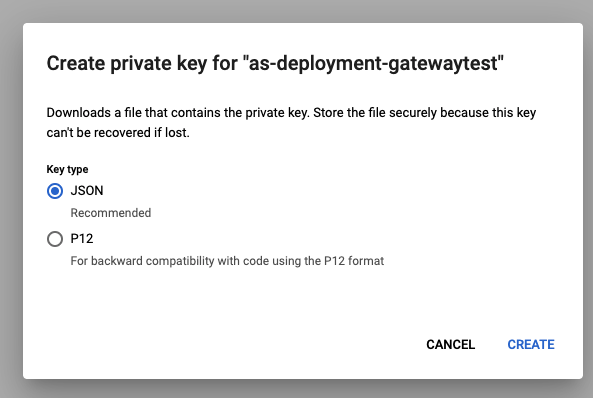 Create private key for "as-deployment-gatewaytest"
Downloads a file that contains the private key. Store the file securely because this key
can't be recovered if lost.
Key type
JSON
Recommended
P12
For backward compatibility with code using the P12 format
CANCEL CREATE